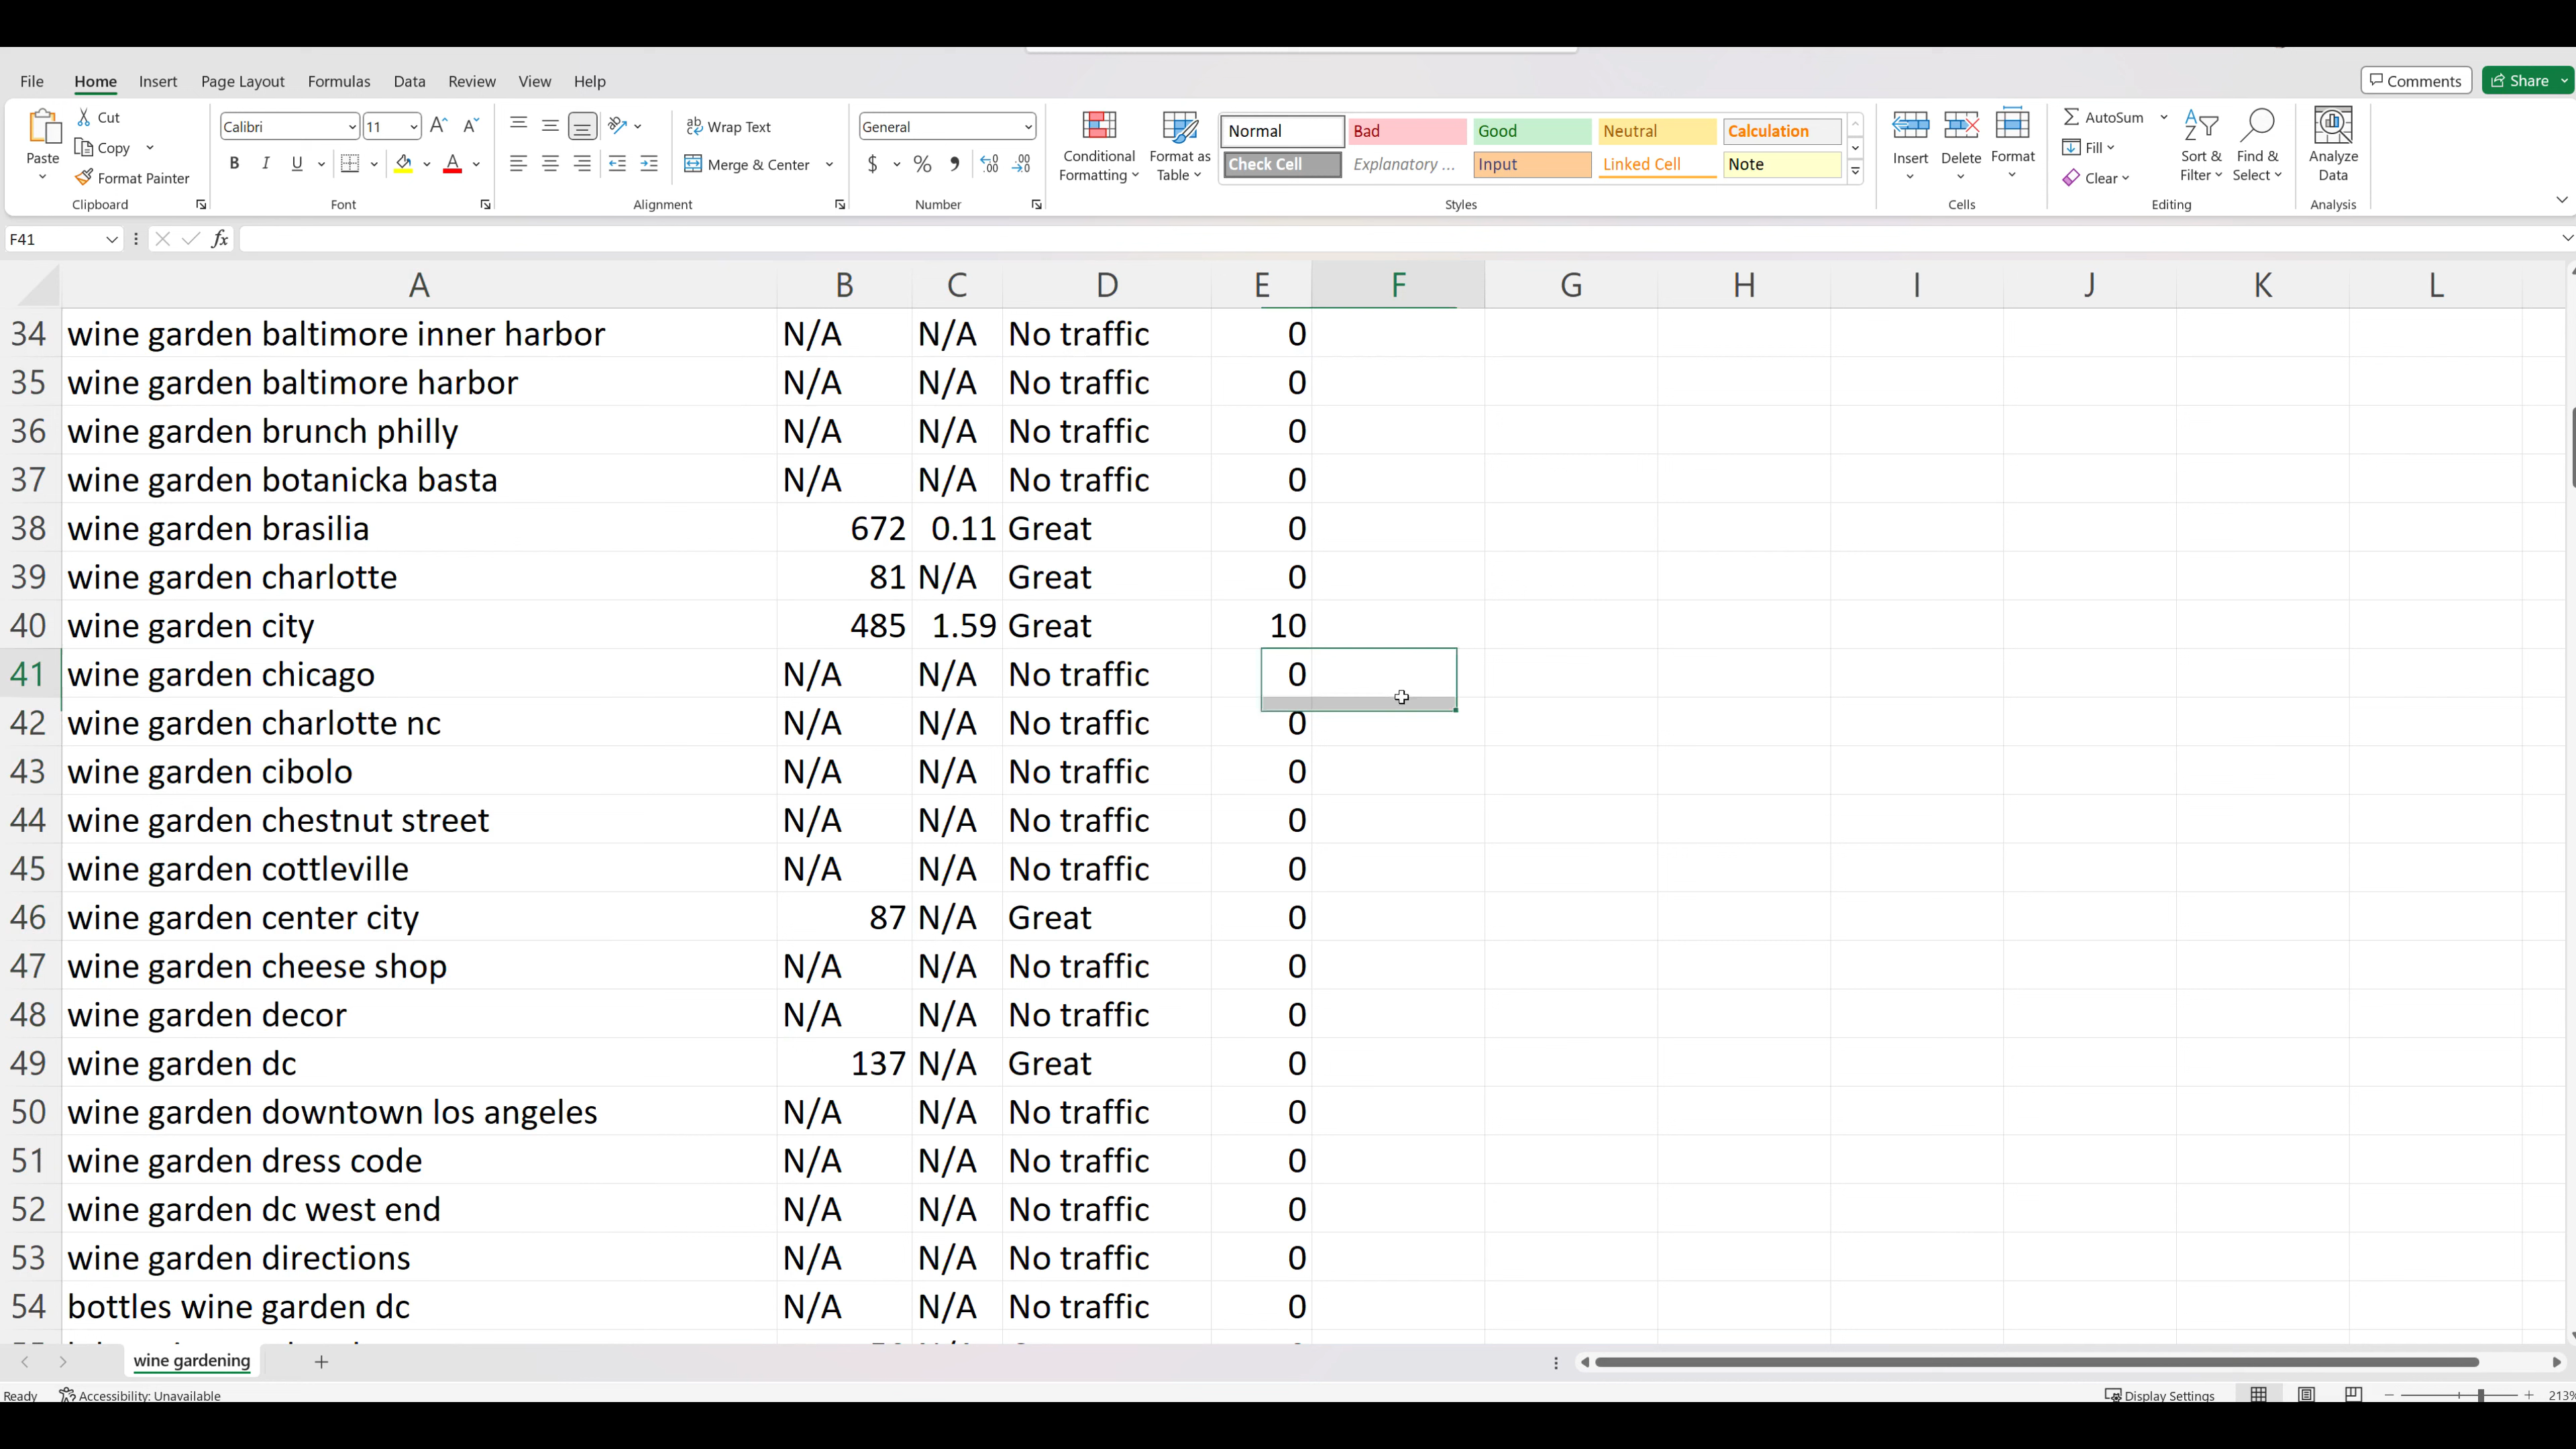 File Home Insert Page Layout Formulas Data Review View Help Comments Share
Paste Cut Copy Format Painter Clipboard
Calibri 11 A A B I U A Font
ab Wrap Text Merge & Center Alignment
General $ % 9 .00 Number
Conditional Formatting Format as Table
Normal Bad Good Neutral Calculation
Check Cell Explanatory ... Input Linked Cell Note
Styles
Insert Delete Format Cells
AutoSum Fill Clear Sort & Filter Find & Select Editing
Analyze Data Analysis
F41 fx
A B C D E F G H I J K L
34 wine garden baltimore inner harbor N/A N/A No traffic 0
35 wine garden baltimore harbor N/A N/A No traffic 0
36 wine garden brunch philly N/A N/A No traffic 0
37 wine garden botanicka basta N/A N/A No traffic 0
38 wine garden brasilia 672 0.11 Great 0
39 wine garden charlotte 81 N/A Great 0
40 wine garden city 485 1.59 Great 10
41 wine garden chicago N/A N/A No traffic 0
42 wine garden charlotte nc N/A N/A No traffic 0
43 wine garden cibolo N/A N/A No traffic 0
44 wine garden chestnut street N/A N/A No traffic 0
45 wine garden cottleville N/A N/A No traffic 0
46 wine garden center city 87 N/A Great 0
47 wine garden cheese shop N/A N/A No traffic 0
48 wine garden decor N/A N/A No traffic 0
49 wine garden dc 137 N/A Great 0
50 wine garden downtown los angeles N/A N/A No traffic 0
51 wine garden dress code N/A N/A No traffic 0
52 wine garden dc west end N/A N/A No traffic 0
53 wine garden directions N/A N/A No traffic 0
54 bottles wine garden dc N/A N/A No traffic 0
wine gardening
Ready Accessibility: Unavailable Display Settings 213%